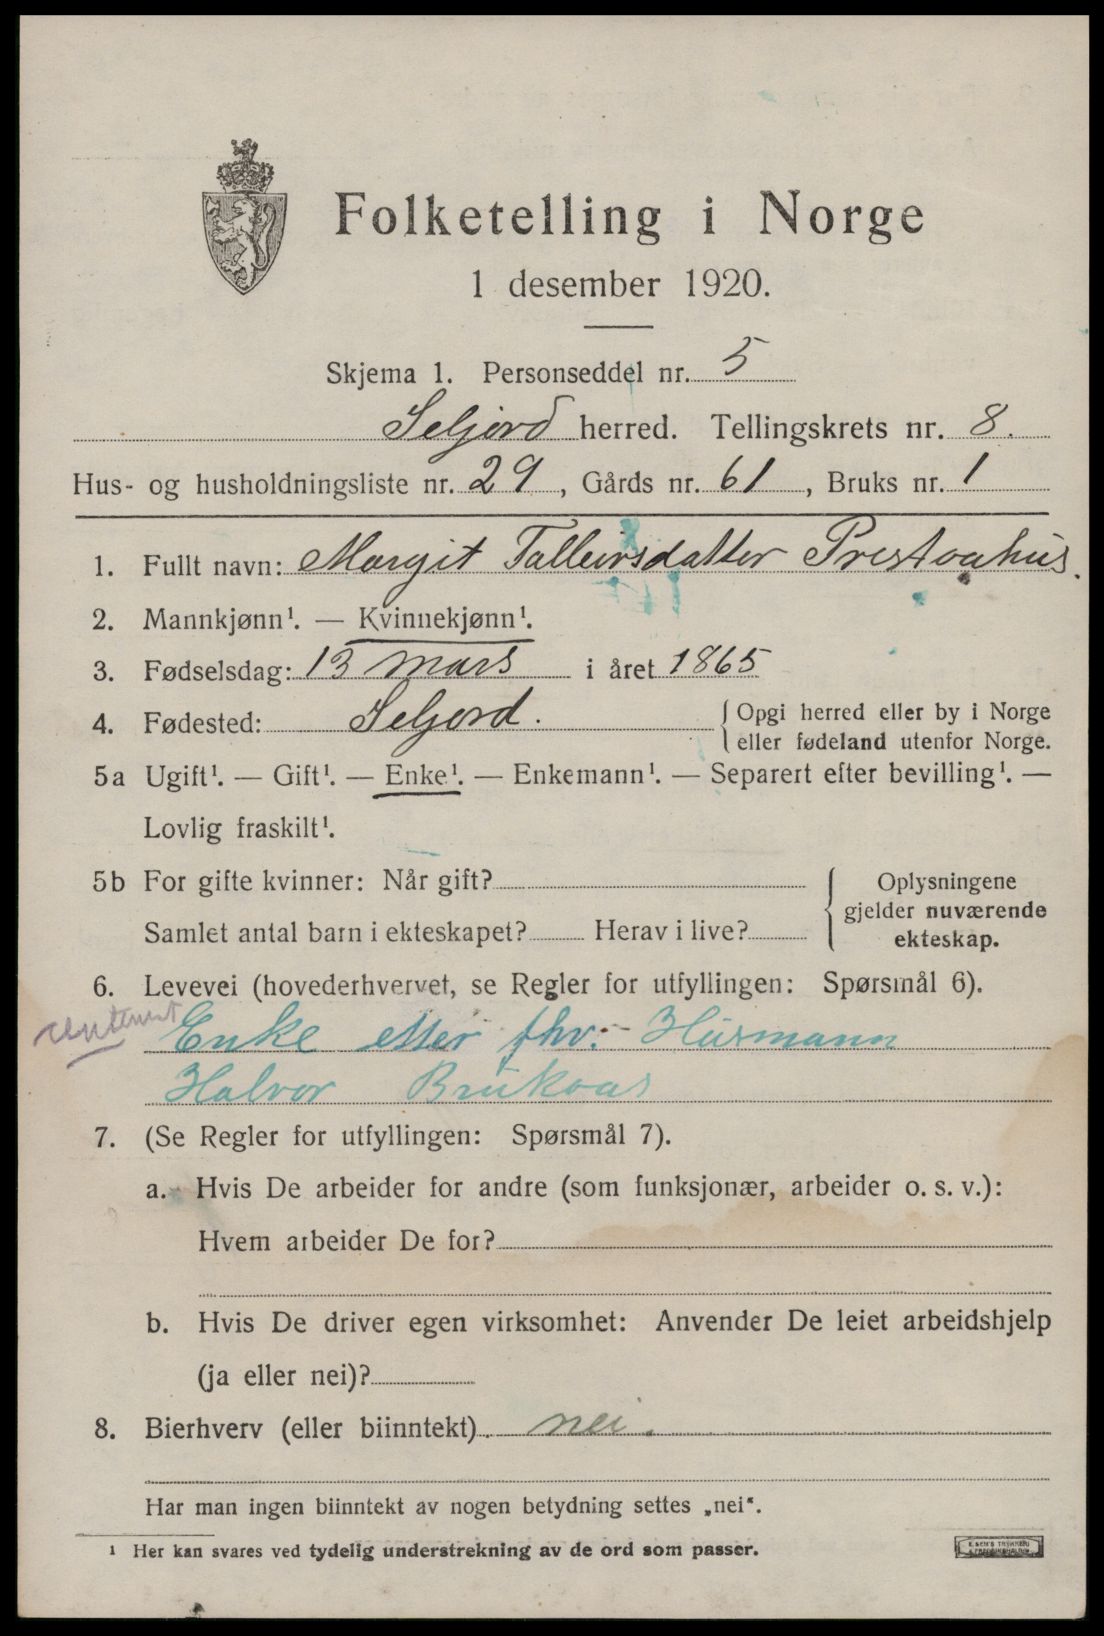 Folketelling i Norge
1 desember 1920.
Skjema 1. Personseddel nr. 5
Seljord herred. Tellingskrets nr. 8.
Hus- og husholdningsliste nr. 29, Gårds nr. 61, Bruks nr. 1
1. Fullt navn: Margit Talleivsdatter Prestoahus.
2. Mannkjønn¹. — Kvinnekjønn¹.
3. Fødselsdag: 13 mars i året 1865
4. Fødested: Seljord. Opgi herred eller by i Norge
eller fødeland utenfor Norge.
5a Ugift¹. — Gift¹. — Enke¹. — Enkemann¹. — Separert efter bevilling¹. —
Lovlig fraskilt¹.
5b For gifte kvinner: Når gift? Oplysningene
gjelder nuværende
Samlet antal barn i ekteskapet? Herav i live? ekteskap.
6. Levevei (hovederhvervet, se Regler for utfyllingen: Spørsmål 6).
Enke etter fhv. Husmann
Halvor Brukoas
7. (Se Regler for utfyllingen: Spørsmål 7).
a. Hvis De arbeider for andre (som funksjonær, arbeider o. s. v.):
Hvem arbeider De for?
b. Hvis De driver egen virksomhet: Anvender De leiet arbeidshjelp
(ja eller nei)?
8. Bierhverv (eller biinntekt) nei.
Har man ingen biinntekt av nogen betydning settes „nei“.
¹ Her kan svares ved tydelig understrekning av de ord som passer.